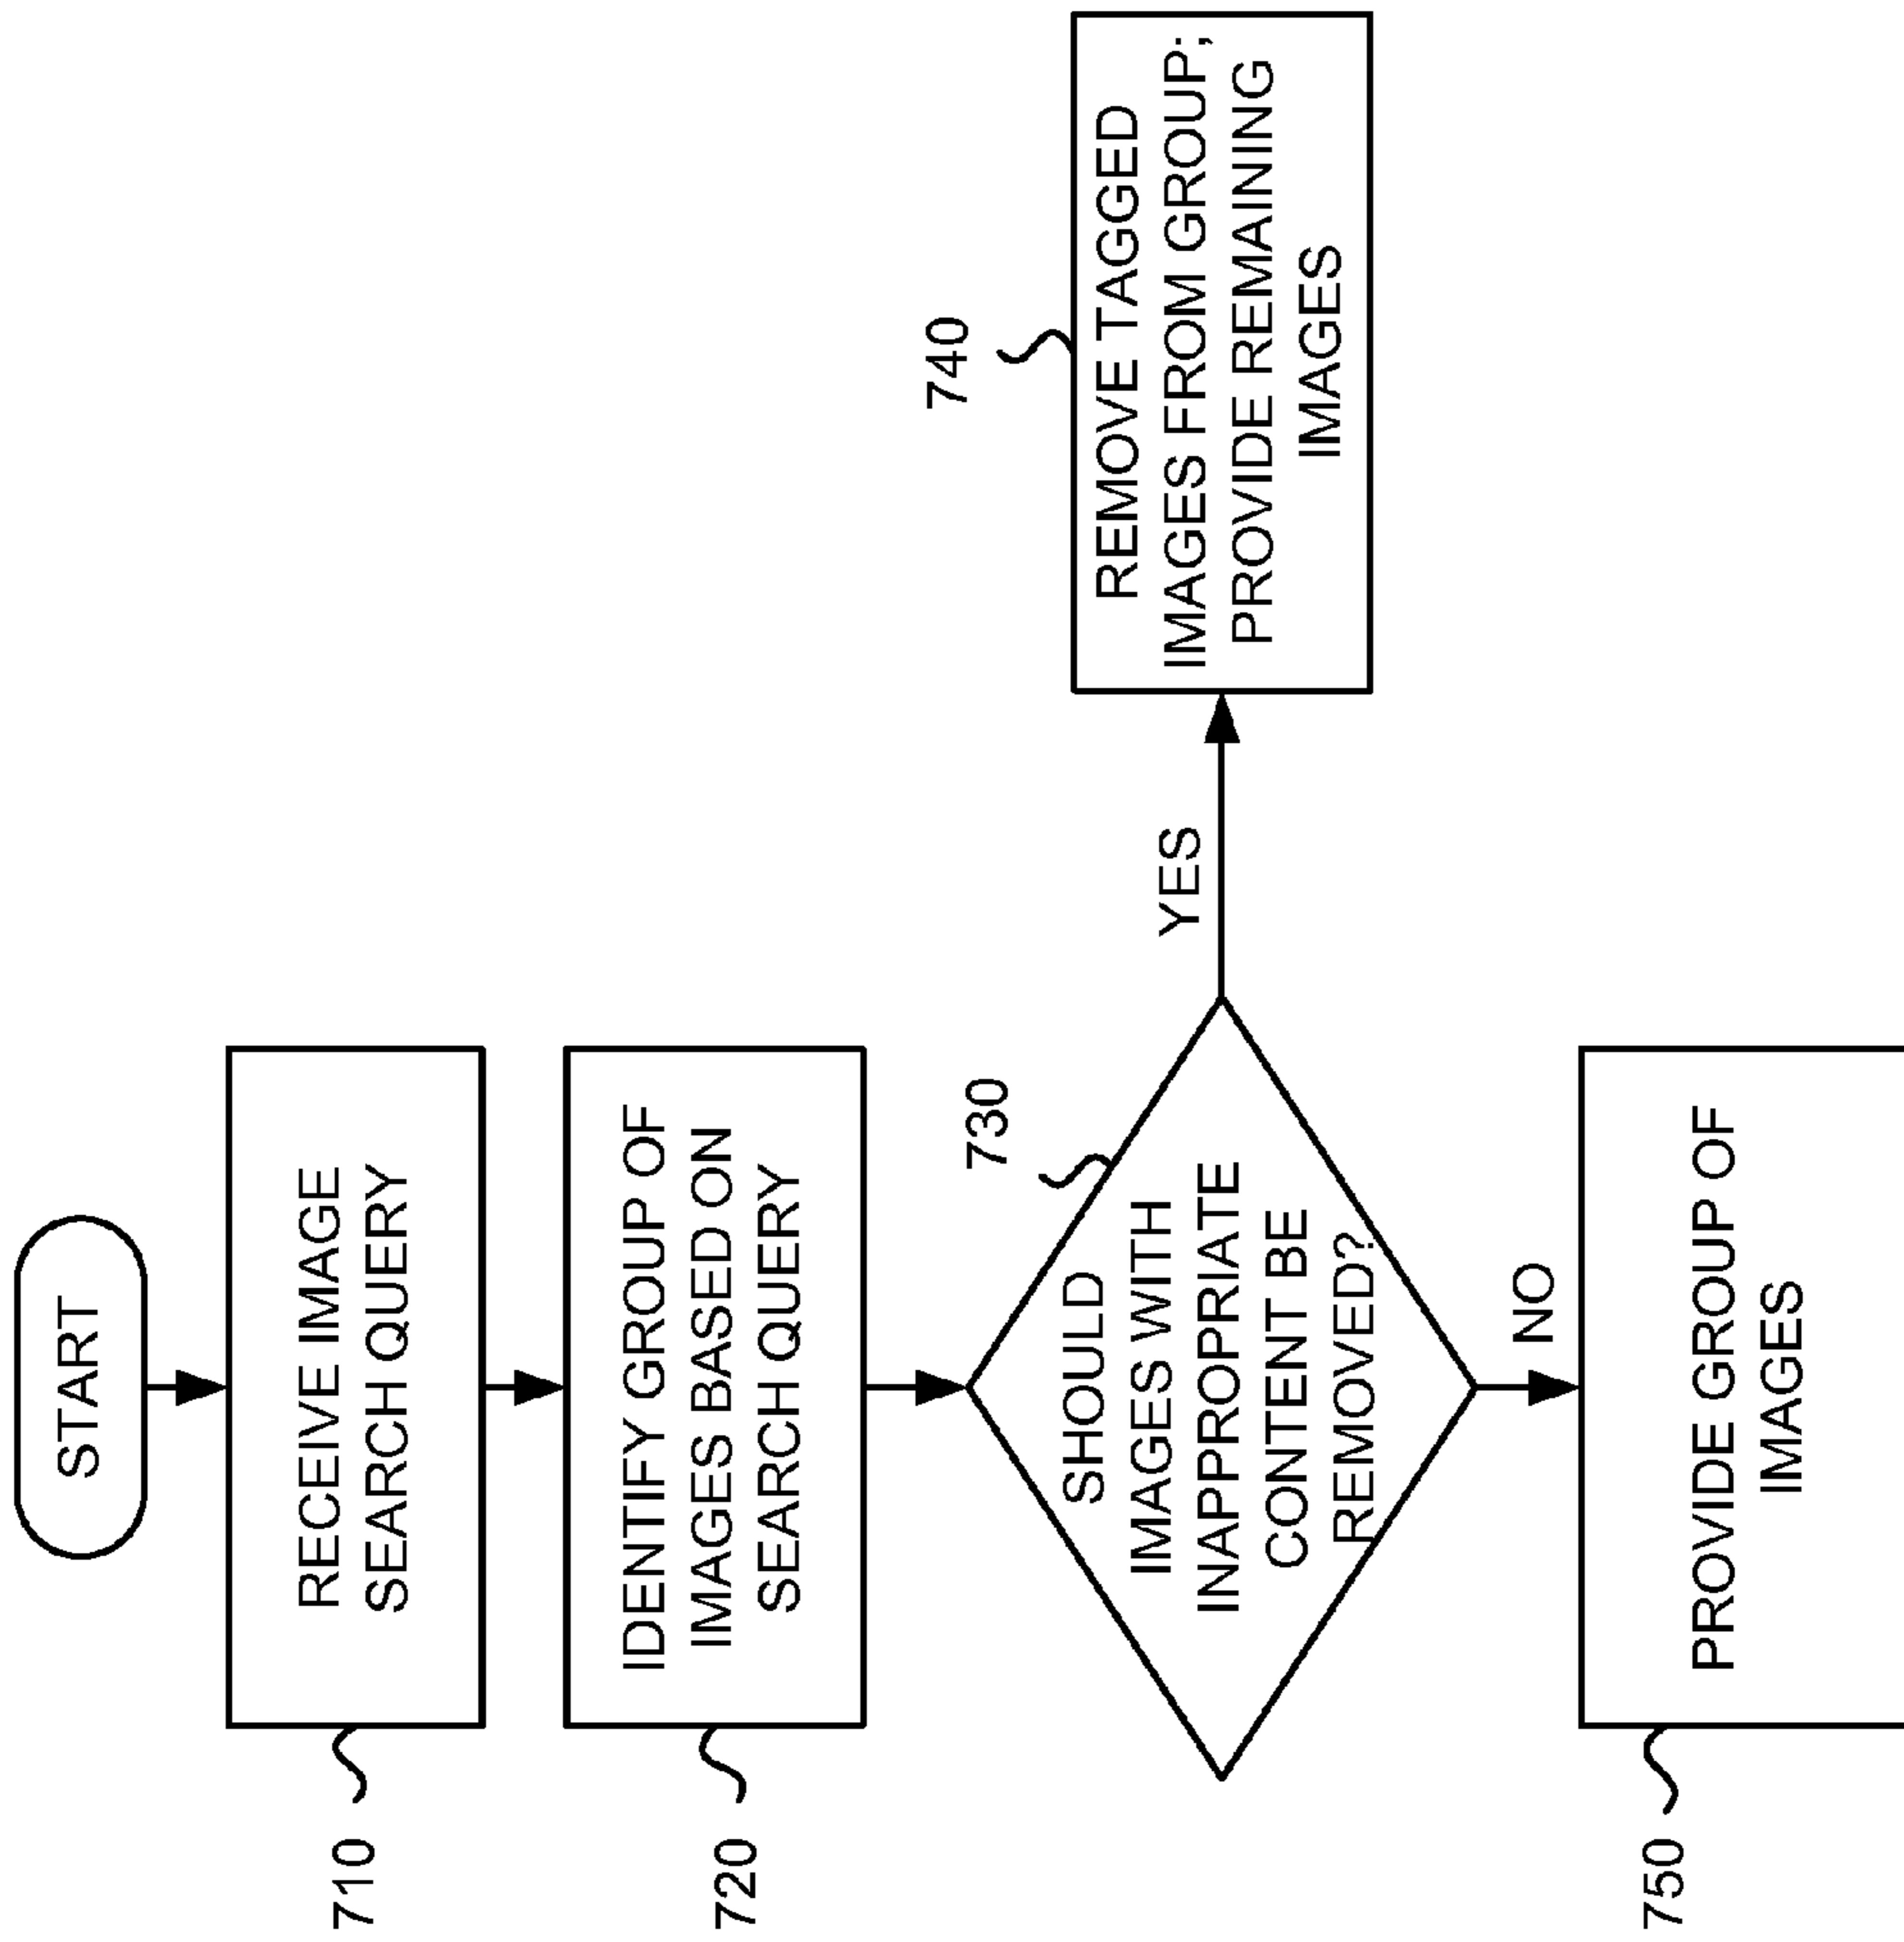 START
710
RECEIVE IMAGE
SEARCH QUERY
720
IDENTIFY GROUP OF
IMAGES BASED ON
SEARCH QUERY
730
SHOULD
IMAGES WITH
INAPPROPRIATE
CONTENT BE
REMOVED?
YES
740
REMOVE TAGGED
IMAGES FROM GROUP;
PROVIDE REMAINING
IMAGES
NO
750
PROVIDE GROUP OF
IMAGES